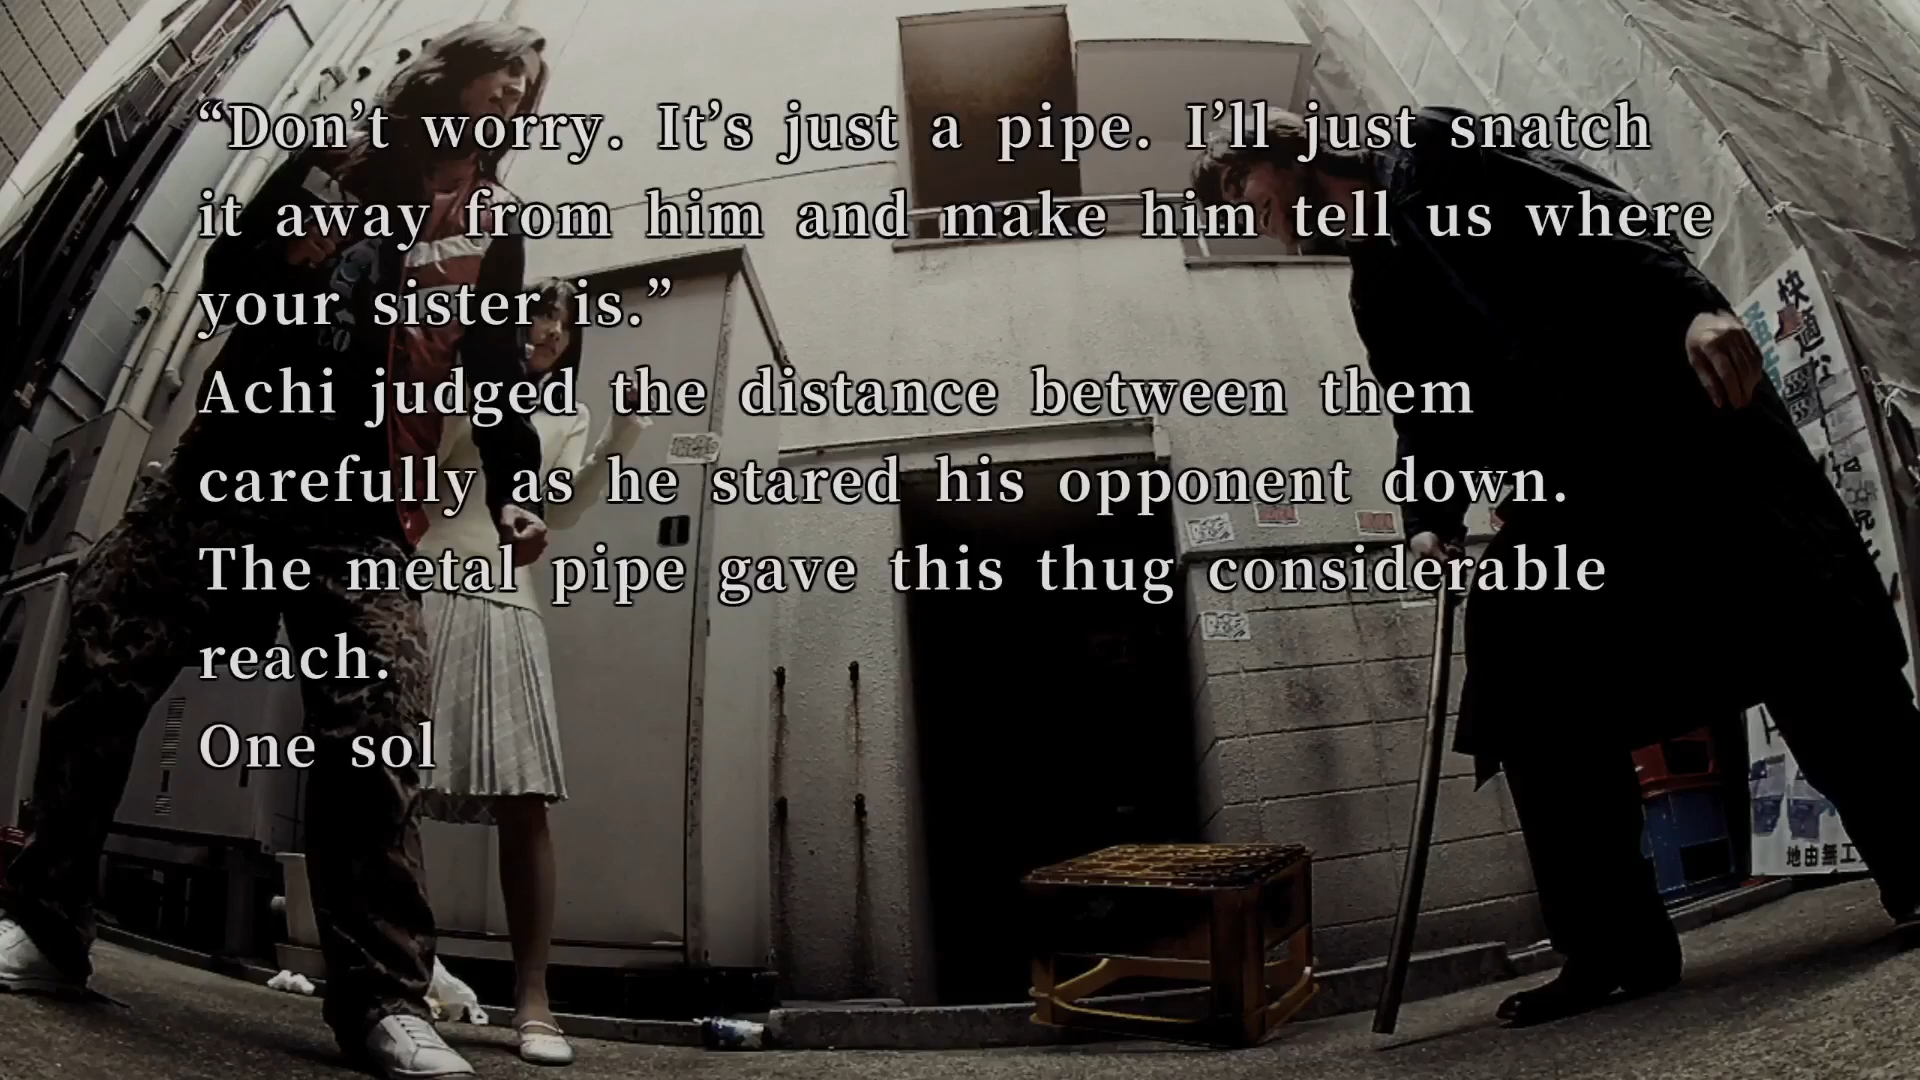 “Don’t worry. It’s just a pipe. I’ll just snatch
it away from him and make him tell us where
your sister is.”
Achi judged the distance between them
carefully as he stared his opponent down.
The metal pipe gave this thug considerable
reach.
One sol
快適な
地由無工